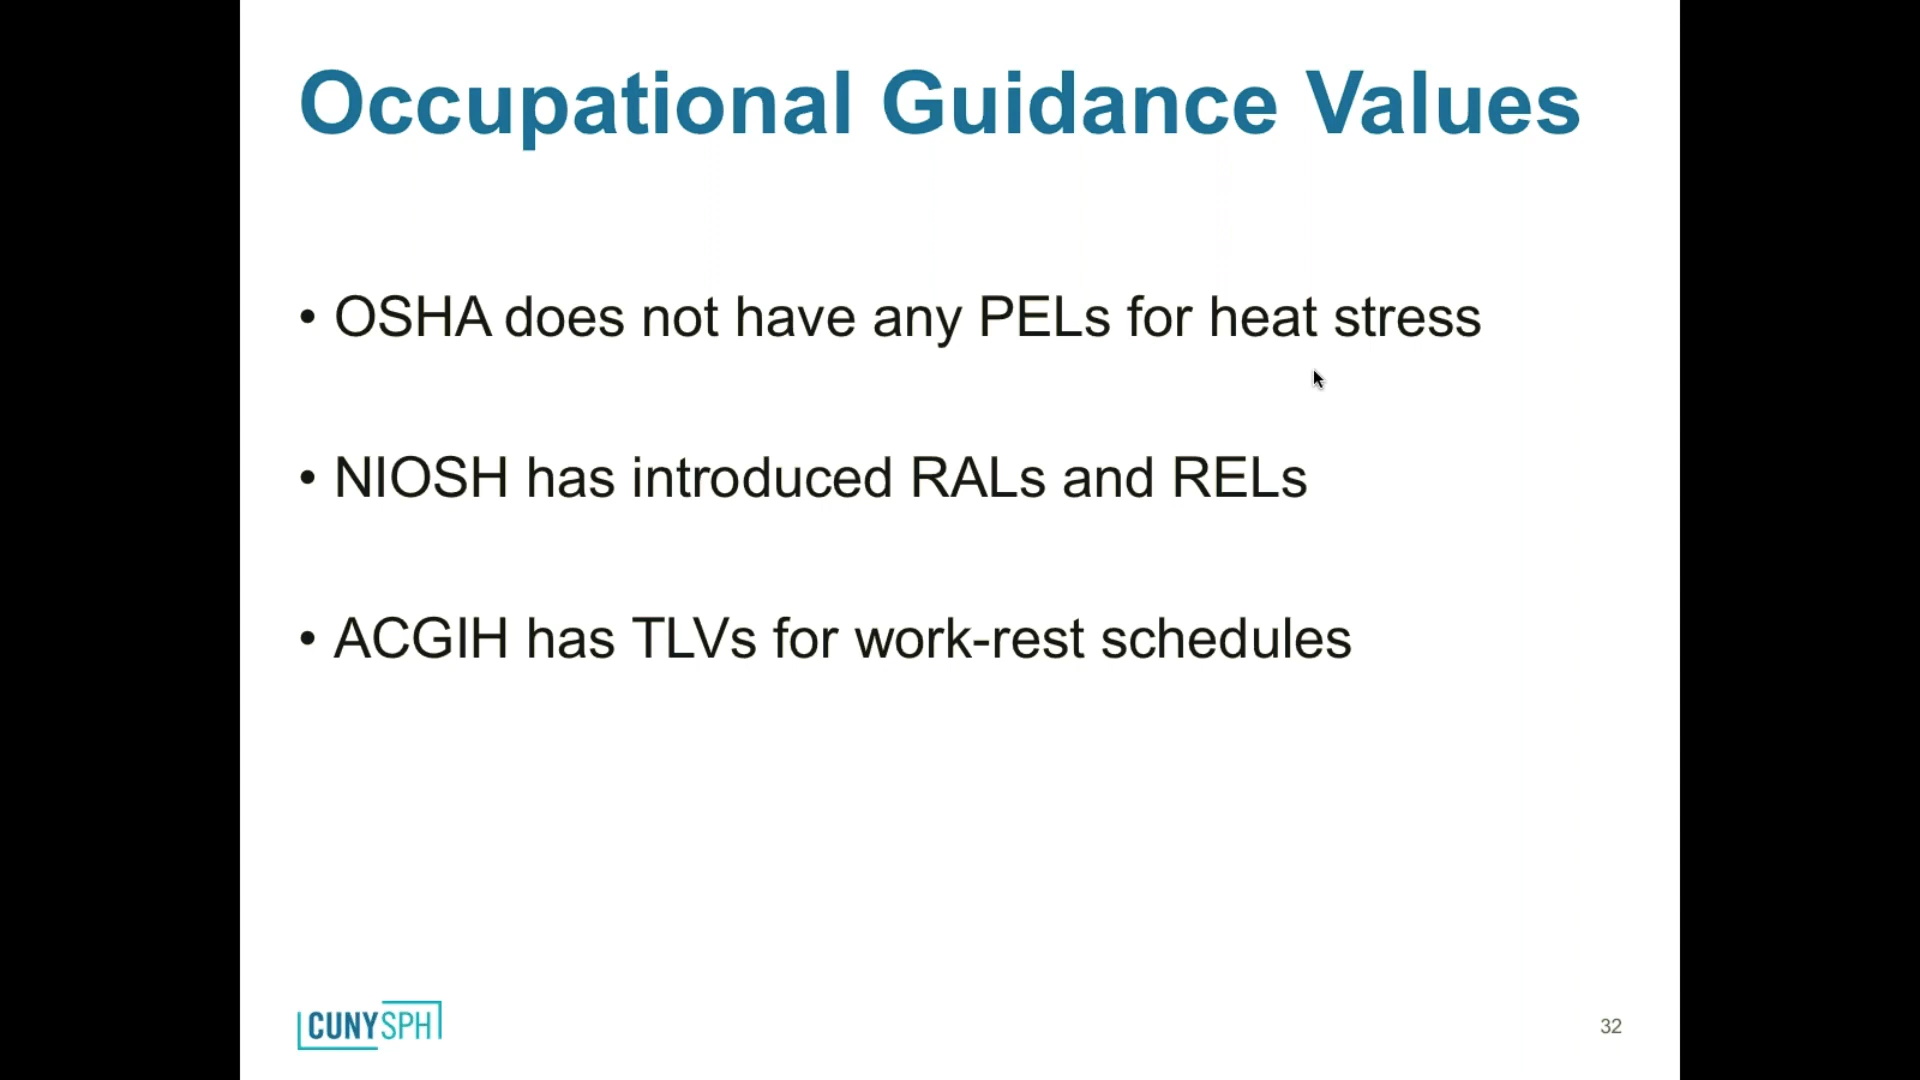 Occupational Guidance Values
• OSHA does not have any PELs for heat stress
• NIOSH has introduced RALs and RELs
• ACGIH has TLVs for work-rest schedules
CUNY SPH
32